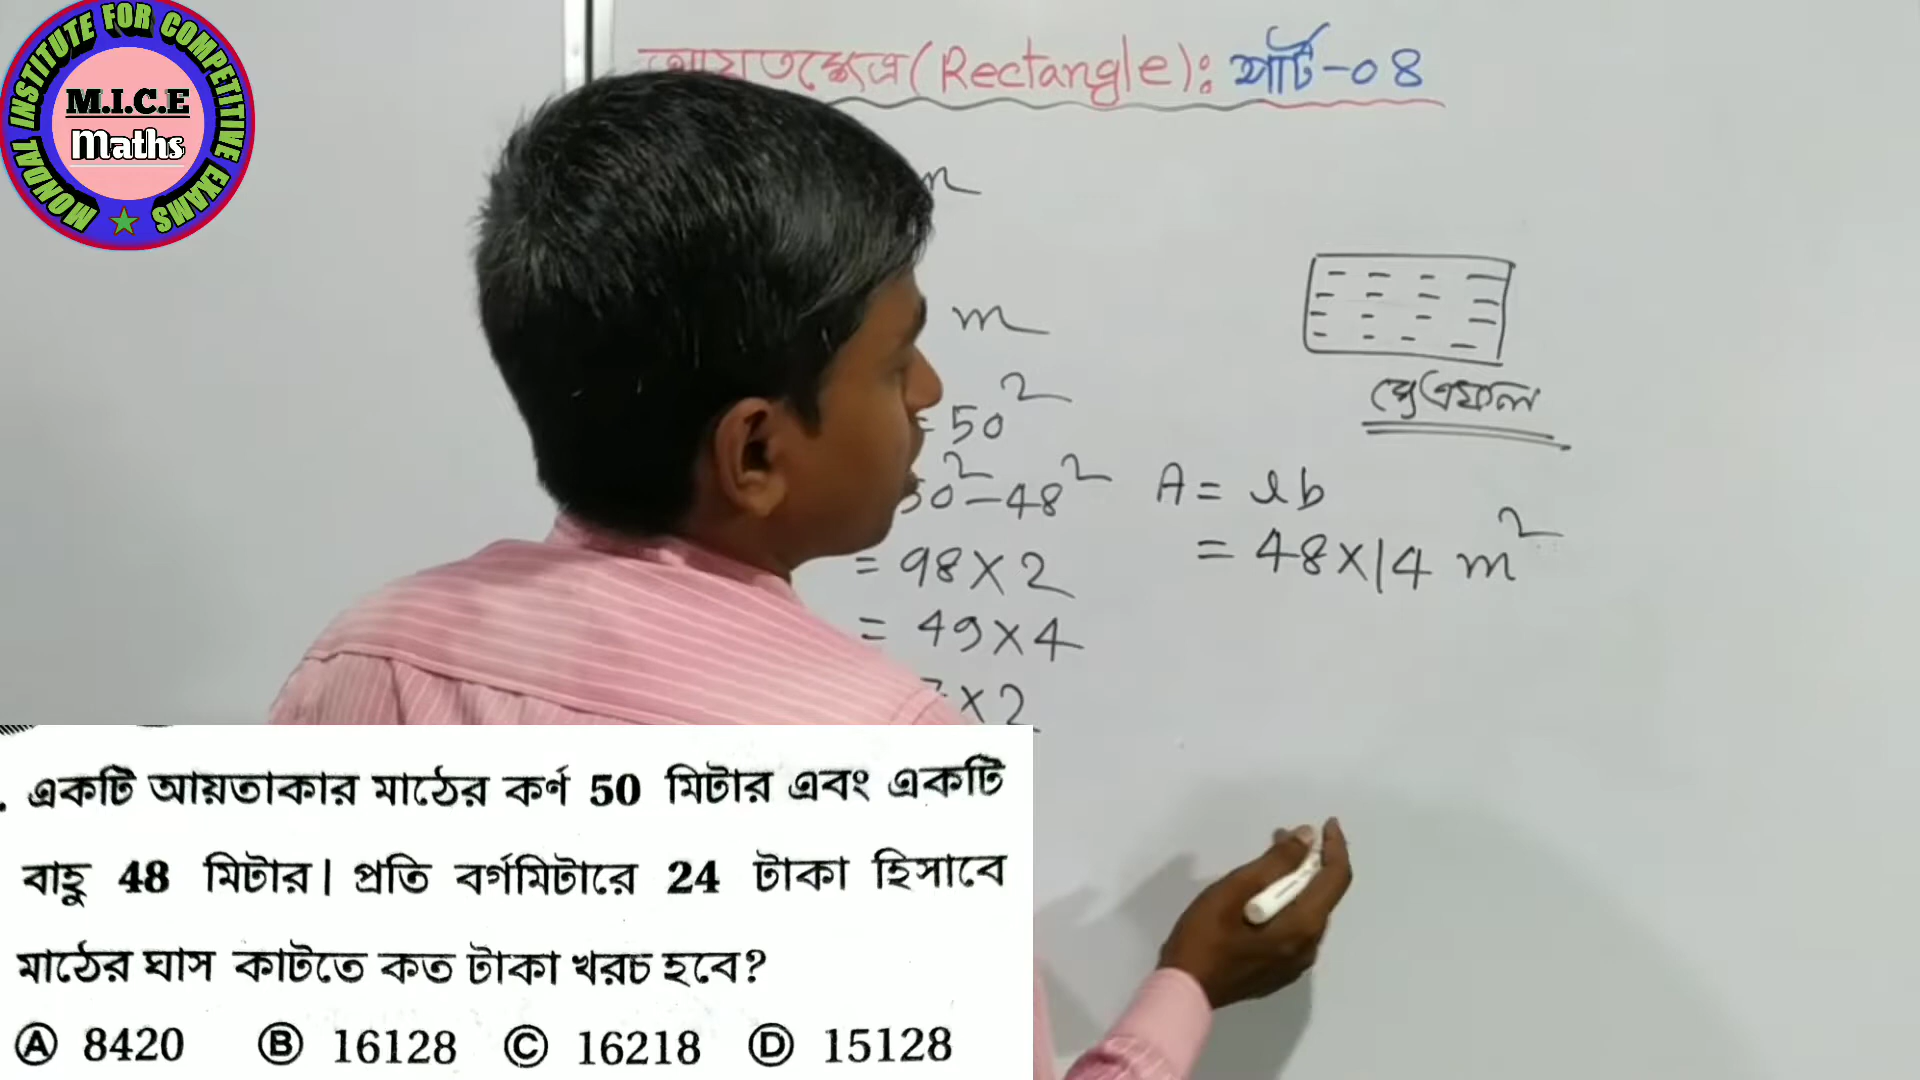 MONDAL INSTITUTE FOR COMPETITIVE EXAMS
M.I.C.E
Maths
আয়তক্ষেত্র (Rectangle): পার্ট-০৪
m
m
= 50²
50² - 48²
= 98 × 2
= 49 × 4
7 × 2
ক্ষেত্রফল
A = lb
= 48 × 14 m²
. একটি আয়তাকার মাঠের কর্ণ 50 মিটার এবং একটি
বাহু 48 মিটার। প্রতি বর্গমিটারে 24 টাকা হিসাবে
মাঠের ঘাস কাটতে কত টাকা খরচ হবে?
Ⓐ 8420 Ⓑ 16128 Ⓒ 16218 Ⓓ 15128